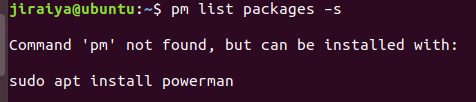 jiraiya@ubuntu:~$ pm list packages -s
Command 'pm' not found, but can be installed with:
sudo apt install powerman